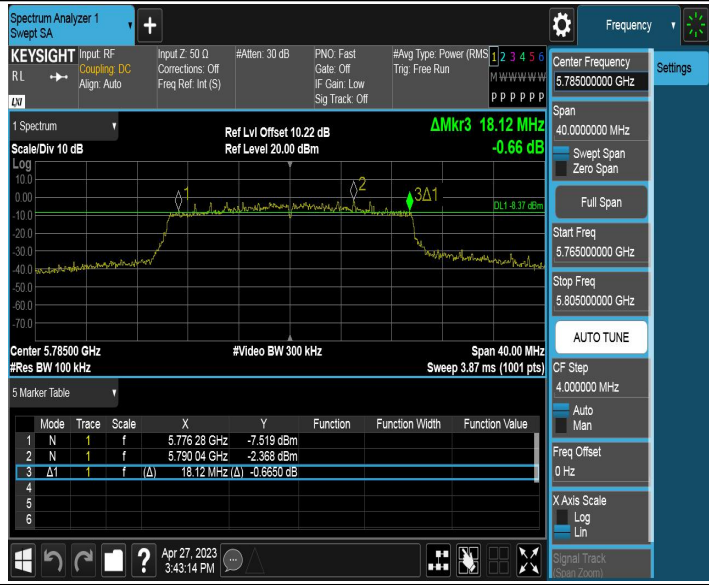 Spectrum Analyzer 1
Swept SA
+
Frequency
KEYSIGHT
RL
LXI
Input: RF
Coupling: DC
Align: Auto
Input Z: 50 Ω
Corrections: Off
Freq Ref: Int (S)
#Atten: 30 dB
PNO: Fast
Gate: Off
IF Gain: Low
Sig Track: Off
#Avg Type: Power (RMS
Trig: Free Run
1 2 3 4 5 6
M W W W W W
P P P P P P
1 Spectrum
Scale/Div 10 dB
Ref Lvl Offset 10.22 dB
Ref Level 20.00 dBm
ΔMkr3 18.12 MHz
-0.66 dB
Log
10.0
0.00
-10.0
-20.0
-30.0
-40.0
-50.0
-60.0
-70.0
1
2
3Δ1
DL1 -8.37 dBm
Center 5.78500 GHz
#Video BW 300 kHz
Span 40.00 MHz
#Res BW 100 kHz
Sweep 3.87 ms (1001 pts)
5 Marker Table
Mode Trace Scale X Y Function Function Width Function Value
1 N 1 f 5.776 28 GHz -7.519 dBm
2 N 1 f 5.790 04 GHz -2.368 dBm
3 Δ1 1 f (Δ) 18.12 MHz (Δ) -0.6650 dB
4
5
6
?
Apr 27, 2023
3:43:14 PM
Center Frequency
5.785000000 GHz
Settings
Span
40.0000000 MHz
Swept Span
Zero Span
Full Span
Start Freq
5.765000000 GHz
Stop Freq
5.805000000 GHz
AUTO TUNE
CF Step
4.000000 MHz
Auto
Man
Freq Offset
0 Hz
X Axis Scale
Log
Lin
Signal Track
(Span Zoom)